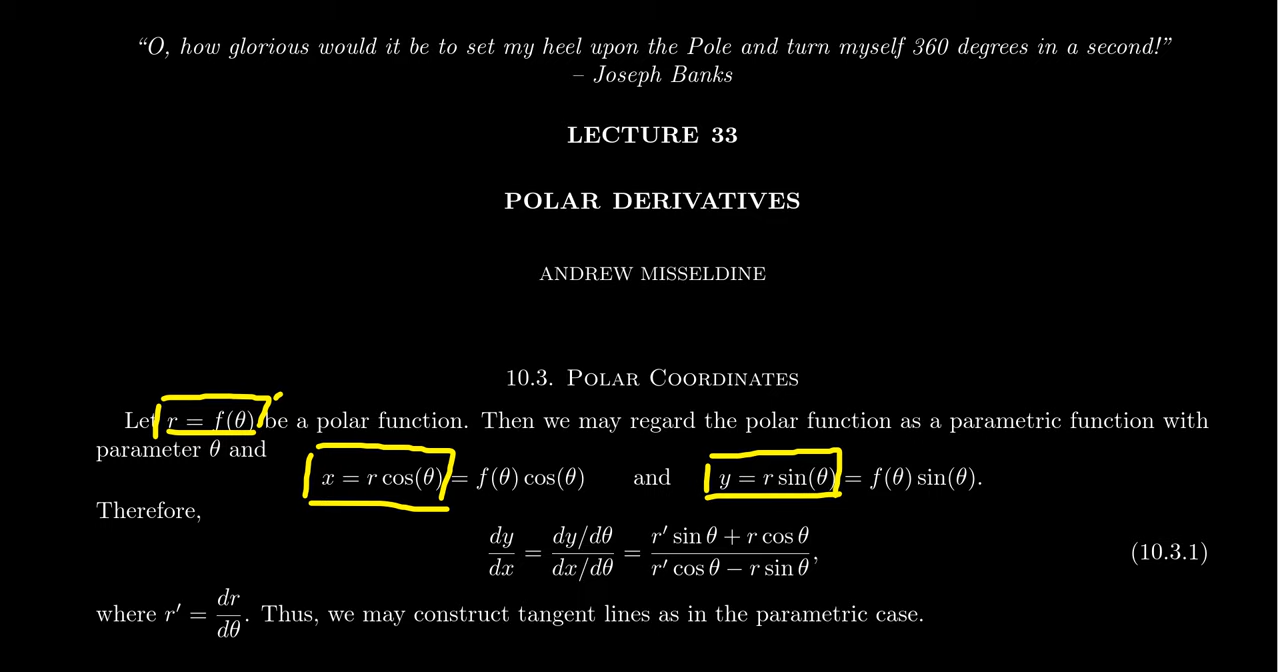 “O, how glorious would it be to set my heel upon the Pole and turn myself 360 degrees in a second!”
– Joseph Banks
LECTURE 33
POLAR DERIVATIVES
ANDREW MISSELDINE
10.3. POLAR COORDINATES
Let r = f(θ) be a polar function. Then we may regard the polar function as a parametric function with
parameter θ and
x = r cos(θ) = f(θ) cos(θ) and y = r sin(θ) = f(θ) sin(θ).
Therefore,
dy/dx = (dy/dθ)/(dx/dθ) = (r′ sin θ + r cos θ)/(r′ cos θ − r sin θ), (10.3.1)
where r′ = dr/dθ. Thus, we may construct tangent lines as in the parametric case.